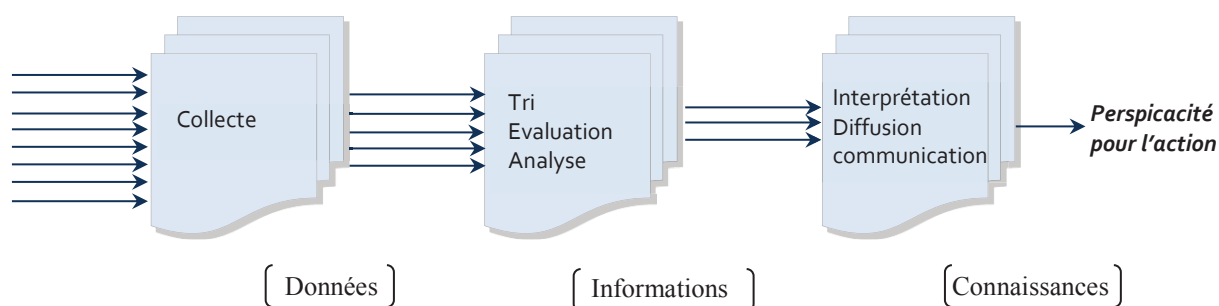 Collecte
Tri
Evaluation
Analyse
Interprétation
Diffusion
communication
Perspicacité
pour l'action
Données
Informations
Connaissances